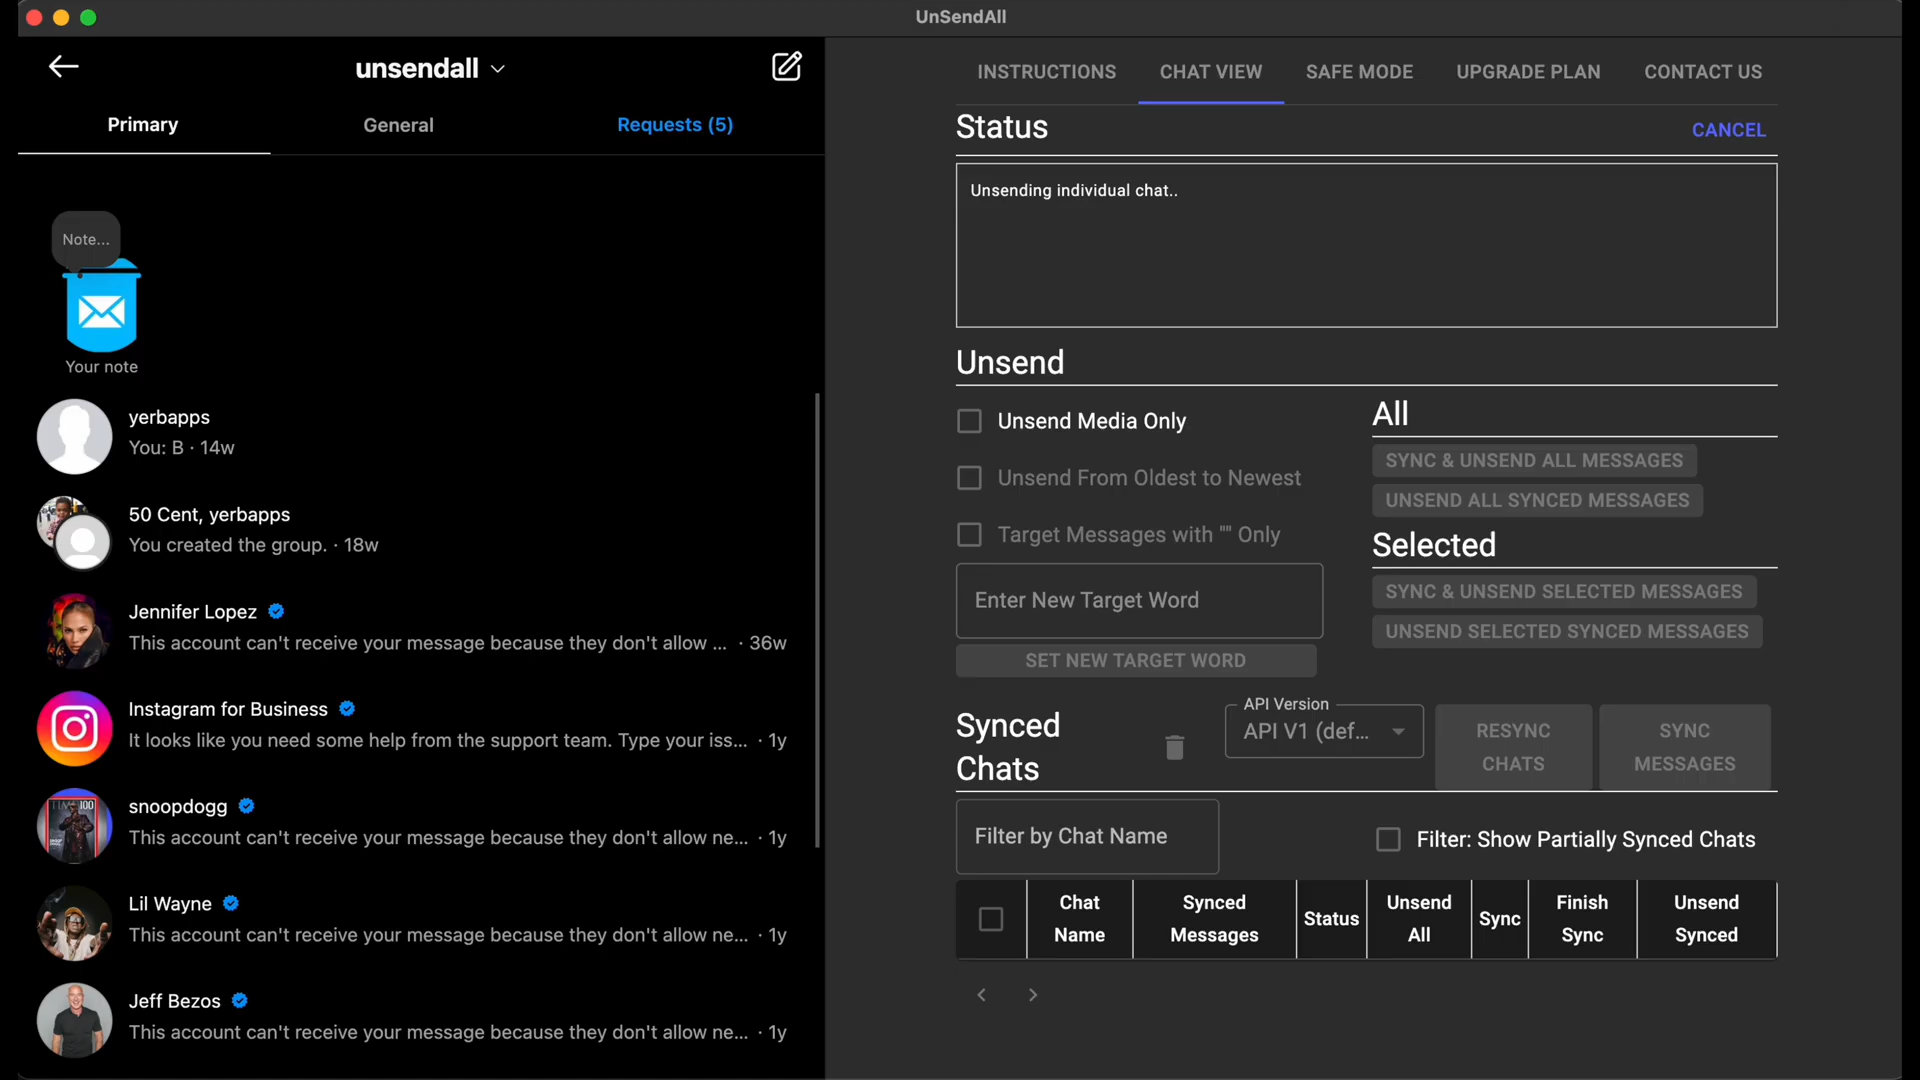 UnSendAll
unsendall
Primary
General
Requests (5)
Note...
Your note
yerbapps
You: B · 14w
50 Cent, yerbapps
You created the group. · 18w
Jennifer Lopez
This account can't receive your message because they don't allow ... · 36w
Instagram for Business
It looks like you need some help from the support team. Type your iss... · 1y
snoopdogg
This account can't receive your message because they don't allow ne... · 1y
Lil Wayne
This account can't receive your message because they don't allow ne... · 1y
Jeff Bezos
This account can't receive your message because they don't allow ne... · 1y
INSTRUCTIONS
CHAT VIEW
SAFE MODE
UPGRADE PLAN
CONTACT US
Status
CANCEL
Unsending individual chat..
Unsend
Unsend Media Only
Unsend From Oldest to Newest
Target Messages with "" Only
Enter New Target Word
SET NEW TARGET WORD
All
SYNC & UNSEND ALL MESSAGES
UNSEND ALL SYNCED MESSAGES
Selected
SYNC & UNSEND SELECTED MESSAGES
UNSEND SELECTED SYNCED MESSAGES
Synced
Chats
API Version
API V1 (def...
RESYNC
CHATS
SYNC
MESSAGES
Filter by Chat Name
Filter: Show Partially Synced Chats
Chat
Name
Synced
Messages
Status
Unsend
All
Sync
Finish
Sync
Unsend
Synced